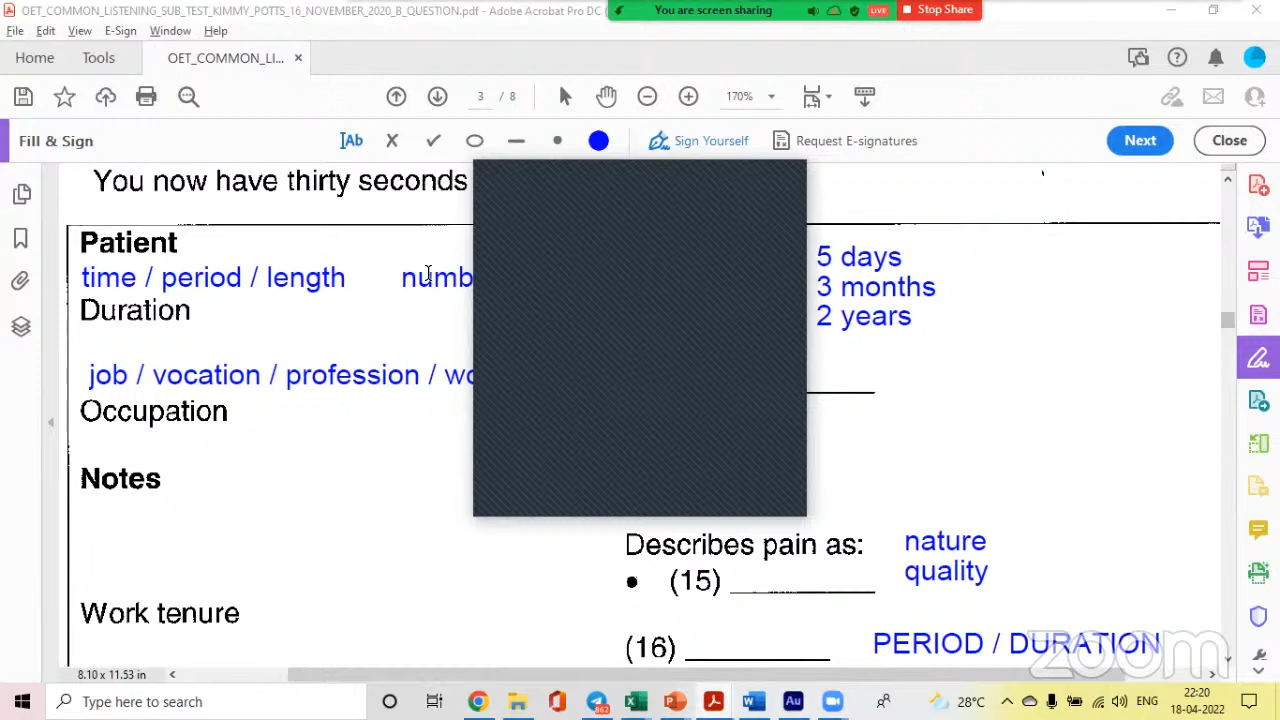 OET_COMMON_LISTENING_SUB_TEST_KIMMY_POTTS_16_NOVEMBER_2020_B_QUESTION.pdf - Adobe Acrobat Pro DC
You are screen sharing
LIVE
Stop Share
File Edit View E-Sign Window Help
Home Tools OET_COMMON_LI... ×
3 / 8
170%
Fill & Sign
Ab
Sign Yourself
Request E-signatures
Next
Close
You now have thirty seconds
Patient
time / period / length
5 days
3 months
Duration
2 years
job / vocation / profession /
Occupation
Notes
Describes pain as:
nature
(15)
quality
Work tenure
(16)
PERIOD / DURATION
zoom
8.10 x 11.53 in
Type here to search
862
28°C
ENG
22:20
18-04-2022